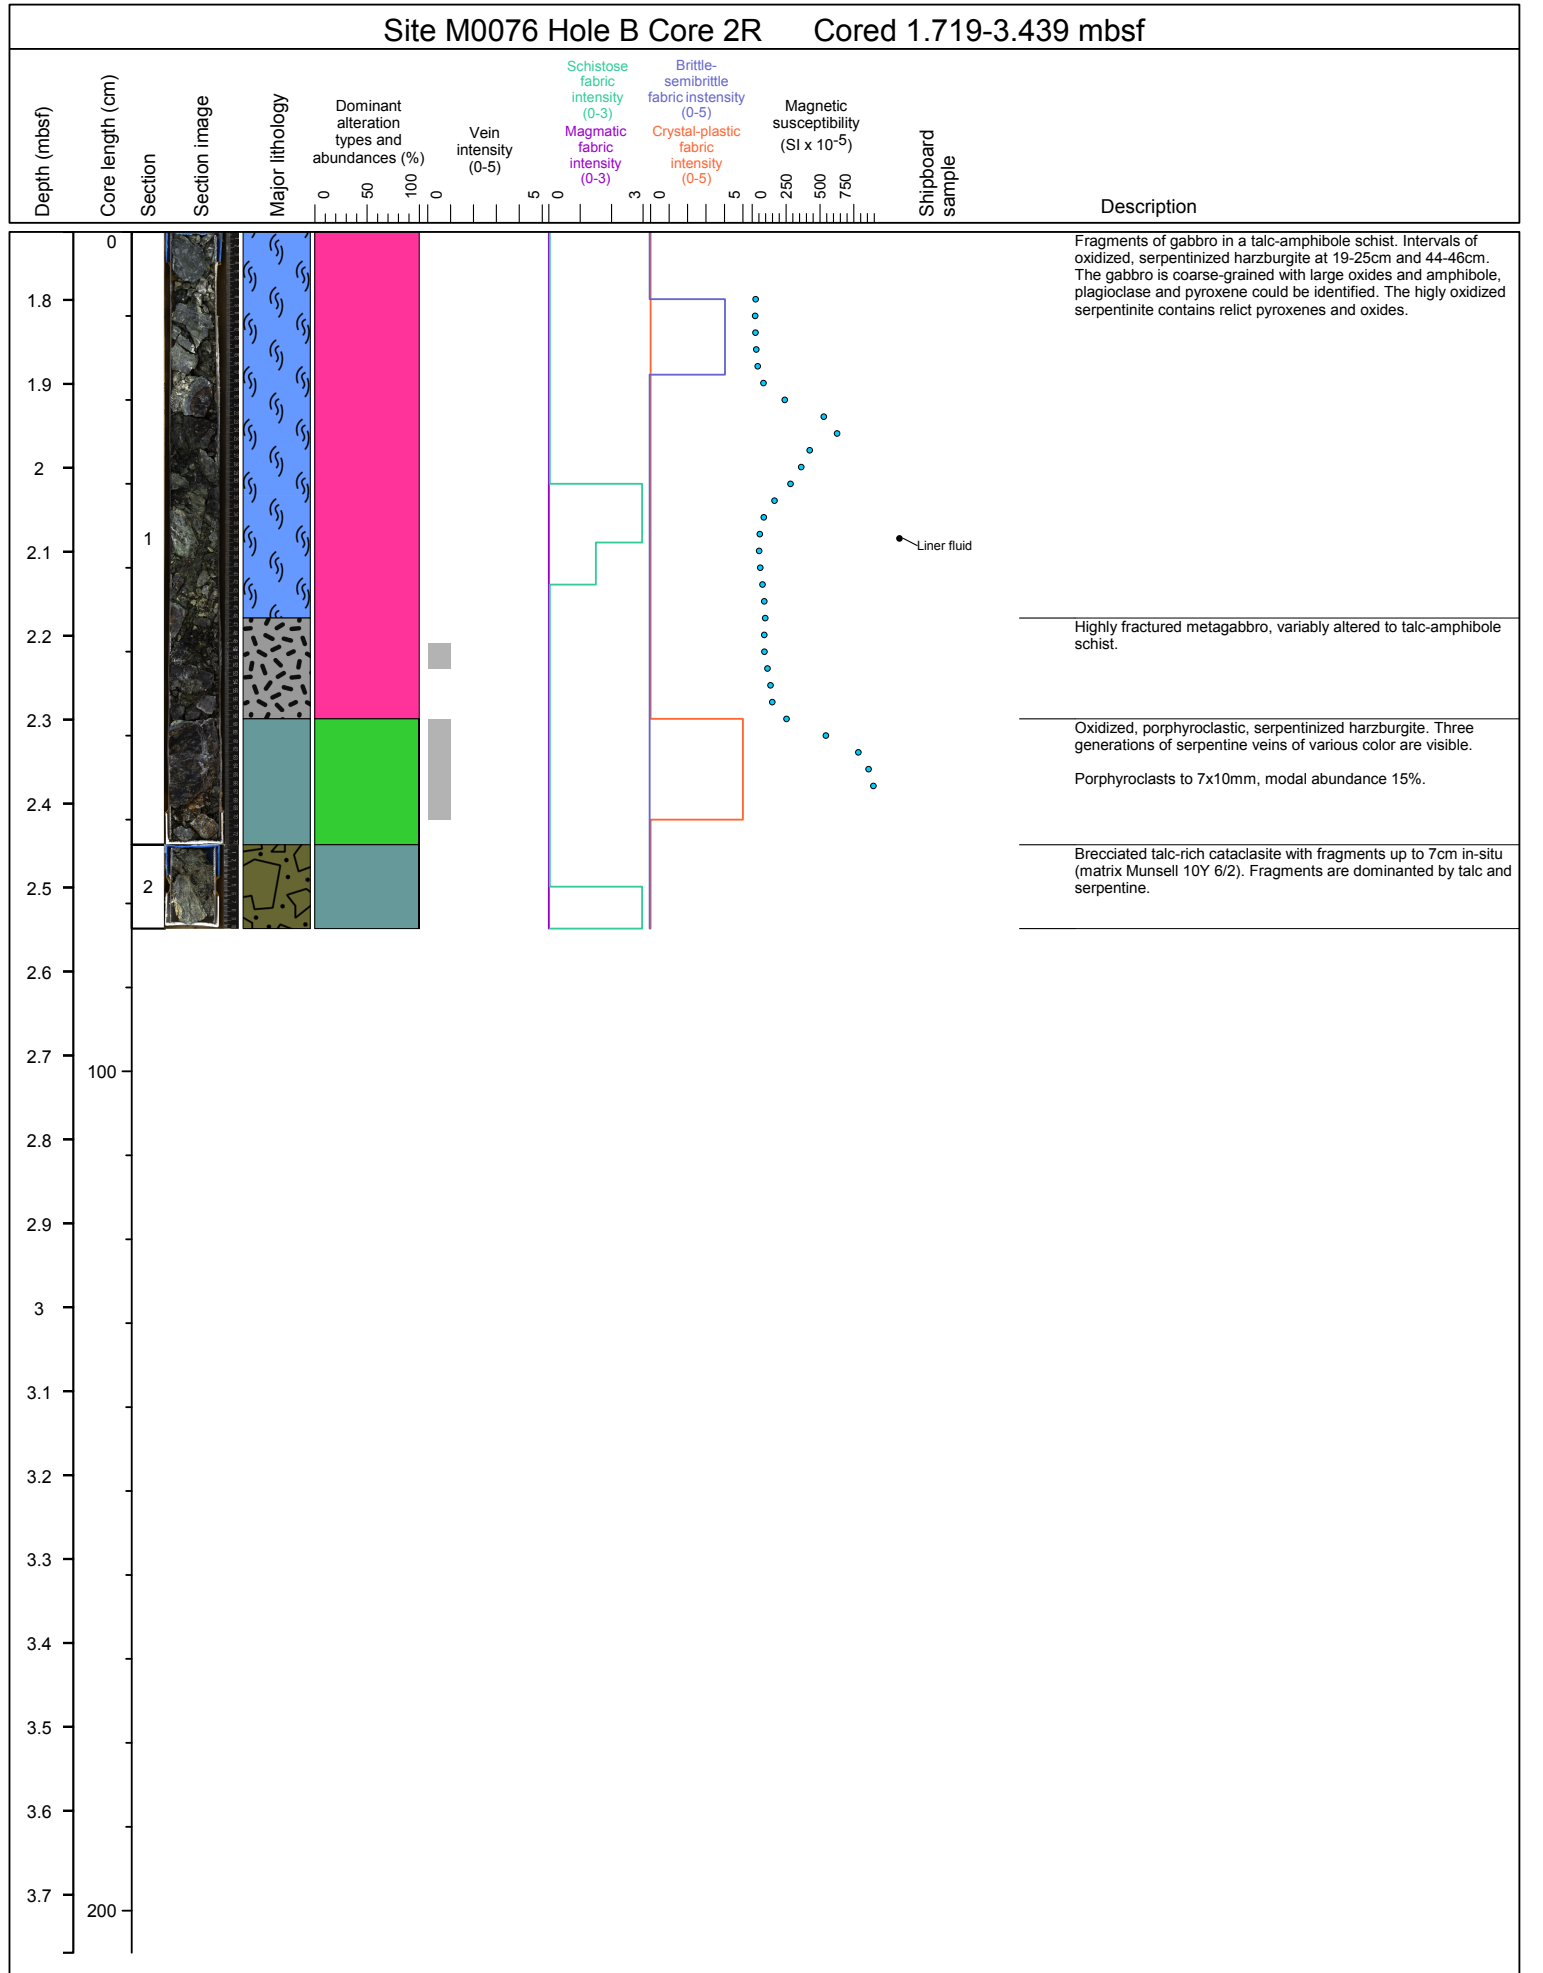 Site M0076 Hole B Core 2R Cored 1.719-3.439 mbsf
Depth (mbsf)
Core length (cm)
Section
Section image
Major lithology
Dominant
alteration
types and
abundances (%)
0 50 100
Vein
intensity
(0-5)
0 5
Schistose
fabric
intensity
(0-3)
Magmatic
fabric
intensity
(0-3)
0 3
Brittle-
semibrittle
fabric instensity
(0-5)
Crystal-plastic
fabric
intensity
(0-5)
0 5
Magnetic
susceptibility
(SI x 10-5)
0 250 500 750
Shipboard
sample
Description
0
1.8
1.9
2
2.1
2.2
2.3
2.4
2.5
2.6
2.7
2.8
2.9
3
3.1
3.2
3.3
3.4
3.5
3.6
3.7
100
200
1
2
Liner fluid
Fragments of gabbro in a talc-amphibole schist. Intervals of
oxidized, serpentinized harzburgite at 19-25cm and 44-46cm.
The gabbro is coarse-grained with large oxides and amphibole,
plagioclase and pyroxene could be identified. The higly oxidized
serpentinite contains relict pyroxenes and oxides.
Highly fractured metagabbro, variably altered to talc-amphibole
schist.
Oxidized, porphyroclastic, serpentinized harzburgite. Three
generations of serpentine veins of various color are visible.
Porphyroclasts to 7x10mm, modal abundance 15%.
Brecciated talc-rich cataclasite with fragments up to 7cm in-situ
(matrix Munsell 10Y 6/2). Fragments are dominanted by talc and
serpentine.